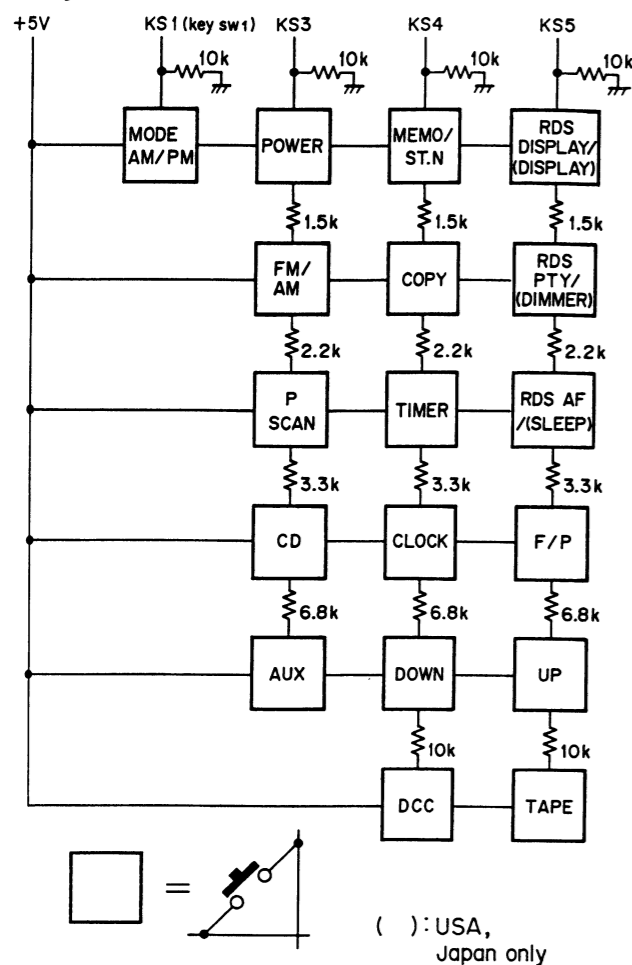 +5V KS1(key sw1) KS3 KS4 KS5
10k 10k 10k 10k
MODE AM/PM POWER MEMO/ ST.N RDS DISPLAY/ (DISPLAY)
1.5k 1.5k 1.5k
FM/ AM COPY RDS PTY/ (DIMMER)
2.2k 2.2k 2.2k
P SCAN TIMER RDS AF /(SLEEP)
3.3k 3.3k 3.3k
CD CLOCK F/P
6.8k 6.8k 6.8k
AUX DOWN UP
10k 10k
DCC TAPE
=
( ):USA,
Japan only